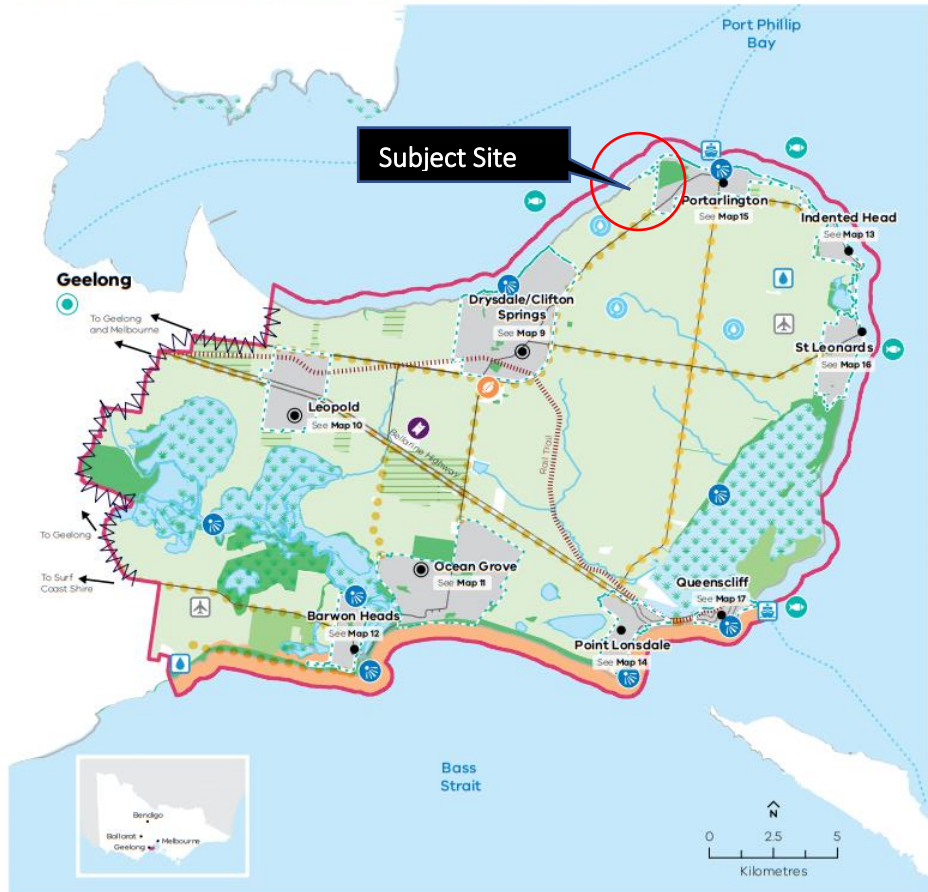 Port Phillip
Bay
Subject Site
Portarlington
See Map 15
Indented Head
See Map 13
Geelong
To Geelong
and Melbourne
Drysdale/Clifton
Springs
See Map 9
St Leonards
See Map 16
Leopold
See Map 10
Bellarine Highway
Rail Trail
To Geelong
To Surf
Coast Shire
Ocean Grove
See Map 11
Queenscliff
See Map 17
Barwon Heads
See Map 12
Point Lonsdale
See Map 14
Bass
Strait
Bendigo
Ballarat
Melbourne
Geelong
N
0 2.5 5
Kilometres